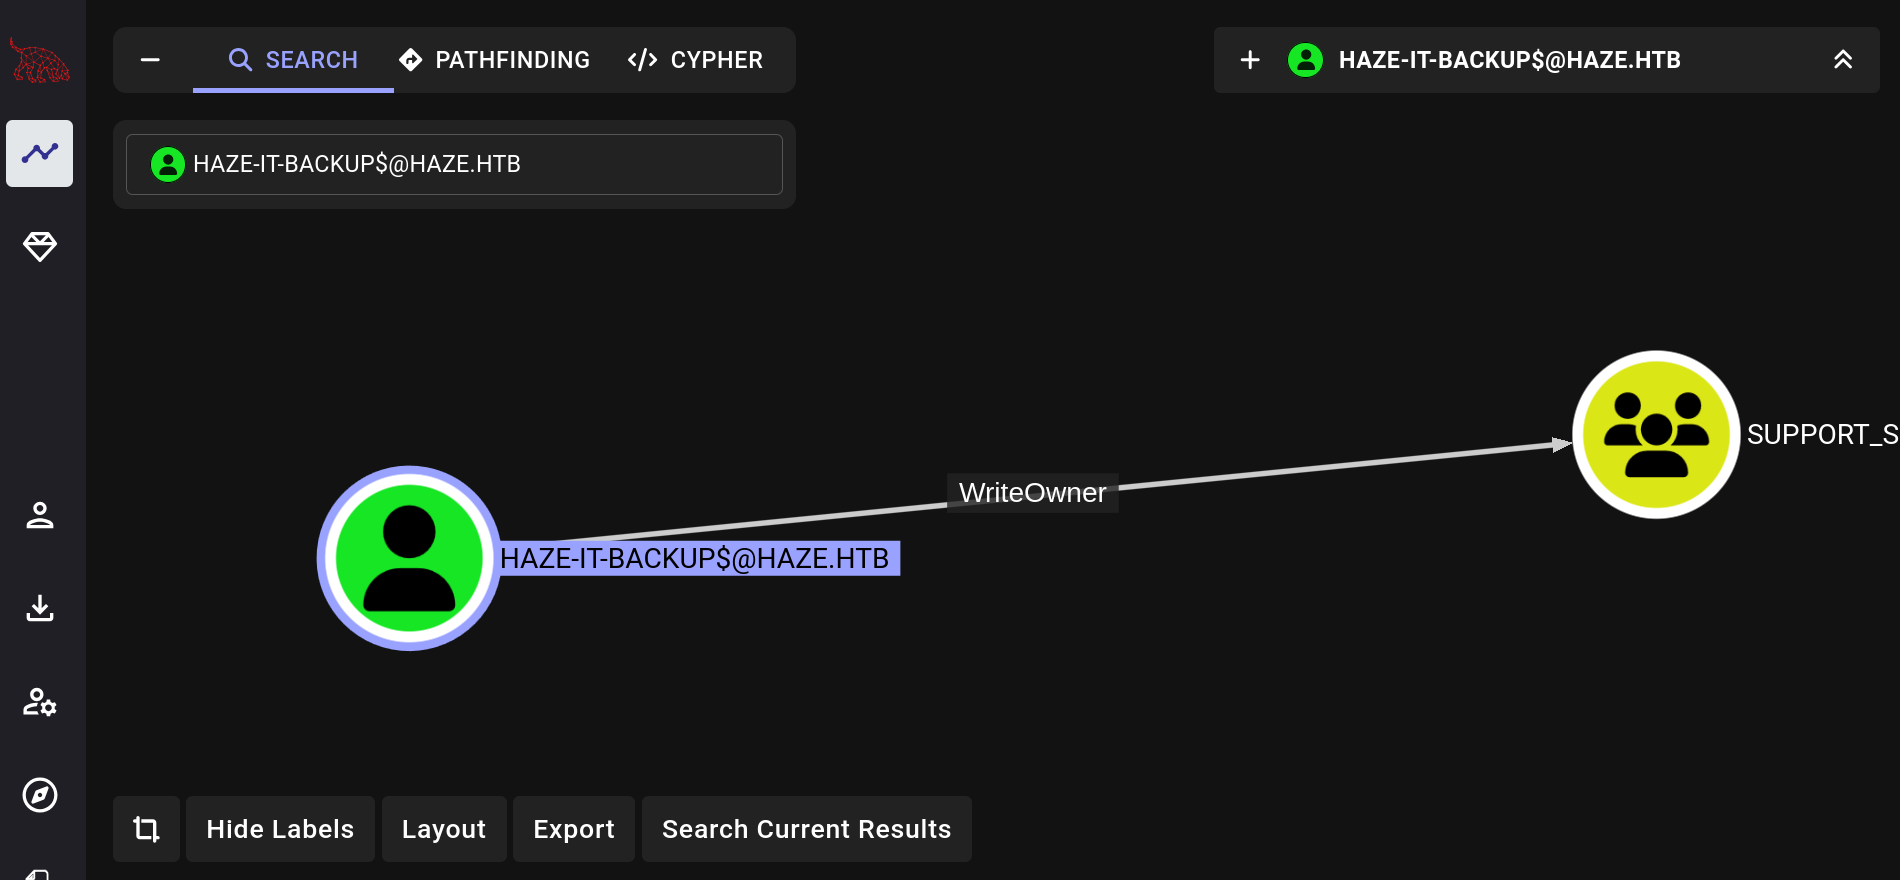 SEARCH PATHFINDING CYPHER
HAZE-IT-BACKUP$@HAZE.HTB
HAZE-IT-BACKUP$@HAZE.HTB
SUPPORT_S
WriteOwner
HAZE-IT-BACKUP$@HAZE.HTB
Hide Labels Layout Export Search Current Results